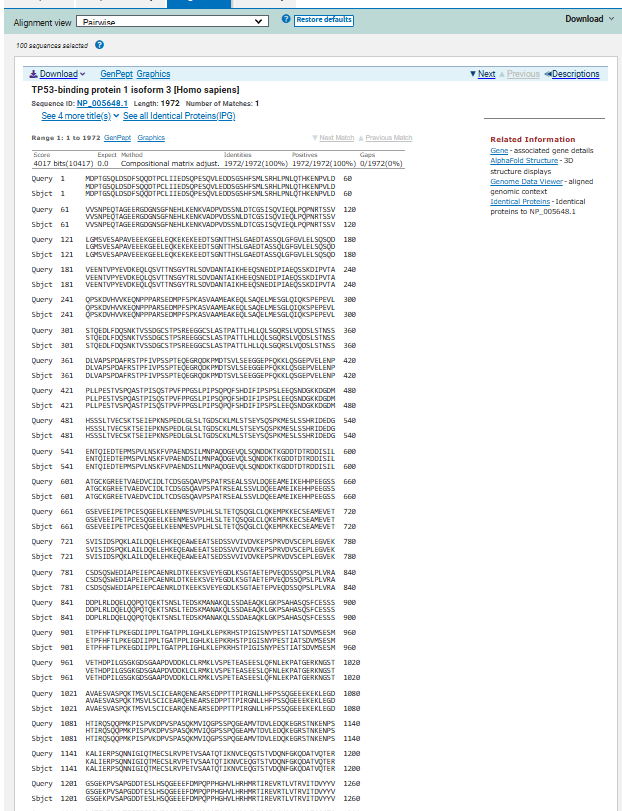 Alignment view Pairwise Restore defaults Download
100 sequences selected
Download GenPept Graphics Next Previous Descriptions
TP53-binding protein 1 isoform 3 [Homo sapiens]
Sequence ID: NP_005648.1 Length: 1972 Number of Matches: 1
See 4 more title(s) See all Identical Proteins(IPG)
Range 1: 1 to 1972 GenPept Graphics Next Match Previous Match
Score Expect Method Identities Positives Gaps
4017 bits(10417) 0.0 Compositional matrix adjust. 1972/1972(100%) 1972/1972(100%) 0/1972(0%)
Related Information
Gene - associated gene details
AlphaFold Structure - 3D
structure displays
Genome Data Viewer - aligned
genomic context
Identical Proteins - Identical
proteins to NP_005648.1
Query 1 MDPTGSQLDSDFSQQDTPCLIIEDSQPESQVLEDDSGSHFSMLSRHLPNLQTHKENPVLD 60
MDPTGSQLDSDFSQQDTPCLIIEDSQPESQVLEDDSGSHFSMLSRHLPNLQTHKENPVLD
Sbjct 1 MDPTGSQLDSDFSQQDTPCLIIEDSQPESQVLEDDSGSHFSMLSRHLPNLQTHKENPVLD 60
Query 61 VVSNPEQTAGEERGDGNSGFNEHLKENKVADPVDSSNLDTCGSISQVIEQLPQPNRTSSV 120
VVSNPEQTAGEERGDGNSGFNEHLKENKVADPVDSSNLDTCGSISQVIEQLPQPNRTSSV
Sbjct 61 VVSNPEQTAGEERGDGNSGFNEHLKENKVADPVDSSNLDTCGSISQVIEQLPQPNRTSSV 120
Query 121 LGMSVESAPAVEEEKGEELEQKEKEKEEDTSGNTTHSLGAEDTASSQLGFGVLELSQSQD 180
LGMSVESAPAVEEEKGEELEQKEKEKEEDTSGNTTHSLGAEDTASSQLGFGVLELSQSQD
Sbjct 121 LGMSVESAPAVEEEKGEELEQKEKEKEEDTSGNTTHSLGAEDTASSQLGFGVLELSQSQD 180
Query 181 VEENTVPYEVDKEQLQSVTTNSGYTRLSDVDANTAIKHEEQSNEDIPIAEQSSKDIPVTA 240
VEENTVPYEVDKEQLQSVTTNSGYTRLSDVDANTAIKHEEQSNEDIPIAEQSSKDIPVTA
Sbjct 181 VEENTVPYEVDKEQLQSVTTNSGYTRLSDVDANTAIKHEEQSNEDIPIAEQSSKDIPVTA 240
Query 241 QPSKDVHVVKEQNPPPARSEDMPFSPKASVAAMEAKEQLSAQELMESGLQIQKSPEPEVL 300
QPSKDVHVVKEQNPPPARSEDMPFSPKASVAAMEAKEQLSAQELMESGLQIQKSPEPEVL
Sbjct 241 QPSKDVHVVKEQNPPPARSEDMPFSPKASVAAMEAKEQLSAQELMESGLQIQKSPEPEVL 300
Query 301 STQEDLFDQSNKTVSSDGCSTPSREEGGCSLASTPATTLHLLQLSGQRSLVQDSLSTNSS 360
STQEDLFDQSNKTVSSDGCSTPSREEGGCSLASTPATTLHLLQLSGQRSLVQDSLSTNSS
Sbjct 301 STQEDLFDQSNKTVSSDGCSTPSREEGGCSLASTPATTLHLLQLSGQRSLVQDSLSTNSS 360
Query 361 DLVAPSPDAFRSTPFIVPSSPTEQEGRQDKPMDTSVLSEEGGEPFQKKLQSGEPVELENP 420
DLVAPSPDAFRSTPFIVPSSPTEQEGRQDKPMDTSVLSEEGGEPFQKKLQSGEPVELENP
Sbjct 361 DLVAPSPDAFRSTPFIVPSSPTEQEGRQDKPMDTSVLSEEGGEPFQKKLQSGEPVELENP 420
Query 421 PLLPESTVSPQASTPISQSTPVFPPGSLPIPSQPQFSHDIFIPSPSLEEQSNDGKKDGDM 480
PLLPESTVSPQASTPISQSTPVFPPGSLPIPSQPQFSHDIFIPSPSLEEQSNDGKKDGDM
Sbjct 421 PLLPESTVSPQASTPISQSTPVFPPGSLPIPSQPQFSHDIFIPSPSLEEQSNDGKKDGDM 480
Query 481 HSSSLTVECSKTSEIEPKNSPEDLGLSLTGDSCKLMLSTSEYSQSPKMESLSSHRIDEDG 540
HSSSLTVECSKTSEIEPKNSPEDLGLSLTGDSCKLMLSTSEYSQSPKMESLSSHRIDEDG
Sbjct 481 HSSSLTVECSKTSEIEPKNSPEDLGLSLTGDSCKLMLSTSEYSQSPKMESLSSHRIDEDG 540
Query 541 ENTQIEDTEPMSPVLNSKFVPAENDSILMNPAQDGEVQLSQNDDKTKGDDTDTRDDISIL 600
ENTQIEDTEPMSPVLNSKFVPAENDSILMNPAQDGEVQLSQNDDKTKGDDTDTRDDISIL
Sbjct 541 ENTQIEDTEPMSPVLNSKFVPAENDSILMNPAQDGEVQLSQNDDKTKGDDTDTRDDISIL 600
Query 601 ATGCKGREETVAEDVCIDLTCDSGSQAVPSPATRSEALSSVLDQEEAMEIKEHHPEEGSS 660
ATGCKGREETVAEDVCIDLTCDSGSQAVPSPATRSEALSSVLDQEEAMEIKEHHPEEGSS
Sbjct 601 ATGCKGREETVAEDVCIDLTCDSGSQAVPSPATRSEALSSVLDQEEAMEIKEHHPEEGSS 660
Query 661 GSEVEEIPETPCESQGEELKEENMESVPLHLSLTETQSQGLCLQKEMPKKECSEAMEVET 720
GSEVEEIPETPCESQGEELKEENMESVPLHLSLTETQSQGLCLQKEMPKKECSEAMEVET
Sbjct 661 GSEVEEIPETPCESQGEELKEENMESVPLHLSLTETQSQGLCLQKEMPKKECSEAMEVET 720
Query 721 SVISIDSPQKLAILDQELEHKEQEAWEEATSEDSSVVIVDVKEPSPRVDVSCEPLEGVEK 780
SVISIDSPQKLAILDQELEHKEQEAWEEATSEDSSVVIVDVKEPSPRVDVSCEPLEGVEK
Sbjct 721 SVISIDSPQKLAILDQELEHKEQEAWEEATSEDSSVVIVDVKEPSPRVDVSCEPLEGVEK 780
Query 781 CSDSQSWEDIAPEIEPCAENRLDTKEEKSVEYEGDLKSGTAETEPVEQDSSQPSLPLVRA 840
CSDSQSWEDIAPEIEPCAENRLDTKEEKSVEYEGDLKSGTAETEPVEQDSSQPSLPLVRA
Sbjct 781 CSDSQSWEDIAPEIEPCAENRLDTKEEKSVEYEGDLKSGTAETEPVEQDSSQPSLPLVRA 840
Query 841 DDPLRLDQELQQPQTQEKTSNSLTEDSKMANAKQLSSDAEAQKLGKPSAHASQSFCESSS 900
DDPLRLDQELQQPQTQEKTSNSLTEDSKMANAKQLSSDAEAQKLGKPSAHASQSFCESSS
Sbjct 841 DDPLRLDQELQQPQTQEKTSNSLTEDSKMANAKQLSSDAEAQKLGKPSAHASQSFCESSS 900
Query 901 ETPFHFTLPKEGDIIPPLTGATPPLIGHLKLEPKRHSTPIGISNYPESTIATSDVMSESM 960
ETPFHFTLPKEGDIIPPLTGATPPLIGHLKLEPKRHSTPIGISNYPESTIATSDVMSESM
Sbjct 901 ETPFHFTLPKEGDIIPPLTGATPPLIGHLKLEPKRHSTPIGISNYPESTIATSDVMSESM 960
Query 961 VETHDPILGSGKGDSGAAPDVDDKLCLRMKLVSPETEASEESLQFNLEKPATGERKNGST 1020
VETHDPILGSGKGDSGAAPDVDDKLCLRMKLVSPETEASEESLQFNLEKPATGERKNGST
Sbjct 961 VETHDPILGSGKGDSGAAPDVDDKLCLRMKLVSPETEASEESLQFNLEKPATGERKNGST 1020
Query 1021 AVAESVASPQKTMSVLSCICEARQENEARSEDPPTTPIRGNLLHFPSSQGEEEKEKLEGD 1080
AVAESVASPQKTMSVLSCICEARQENEARSEDPPTTPIRGNLLHFPSSQGEEEKEKLEGD
Sbjct 1021 AVAESVASPQKTMSVLSCICEARQENEARSEDPPTTPIRGNLLHFPSSQGEEEKEKLEGD 1080
Query 1081 HTIRQSQQPMKPISPVKDPVSPASQKMVIQGPSSPQGEAMVTDVLEDQKEGRSTNKENPS 1140
HTIRQSQQPMKPISPVKDPVSPASQKMVIQGPSSPQGEAMVTDVLEDQKEGRSTNKENPS
Sbjct 1081 HTIRQSQQPMKPISPVKDPVSPASQKMVIQGPSSPQGEAMVTDVLEDQKEGRSTNKENPS 1140
Query 1141 KALIERPSQNNIGIQTMECSLRVPETVSAATQTIKNVCEQGTSTVDQNFGKQDATVQTER 1200
KALIERPSQNNIGIQTMECSLRVPETVSAATQTIKNVCEQGTSTVDQNFGKQDATVQTER
Sbjct 1141 KALIERPSQNNIGIQTMECSLRVPETVSAATQTIKNVCEQGTSTVDQNFGKQDATVQTER 1200
Query 1201 GSGEKPVSAPGDDTESLHSQGEEEFDMPQPPHGHVLHRHMRTIREVRTLVTRVITDVYYV 1260
GSGEKPVSAPGDDTESLHSQGEEEFDMPQPPHGHVLHRHMRTIREVRTLVTRVITDVYYV
Sbjct 1201 GSGEKPVSAPGDDTESLHSQGEEEFDMPQPPHGHVLHRHMRTIREVRTLVTRVITDVYYV 1260